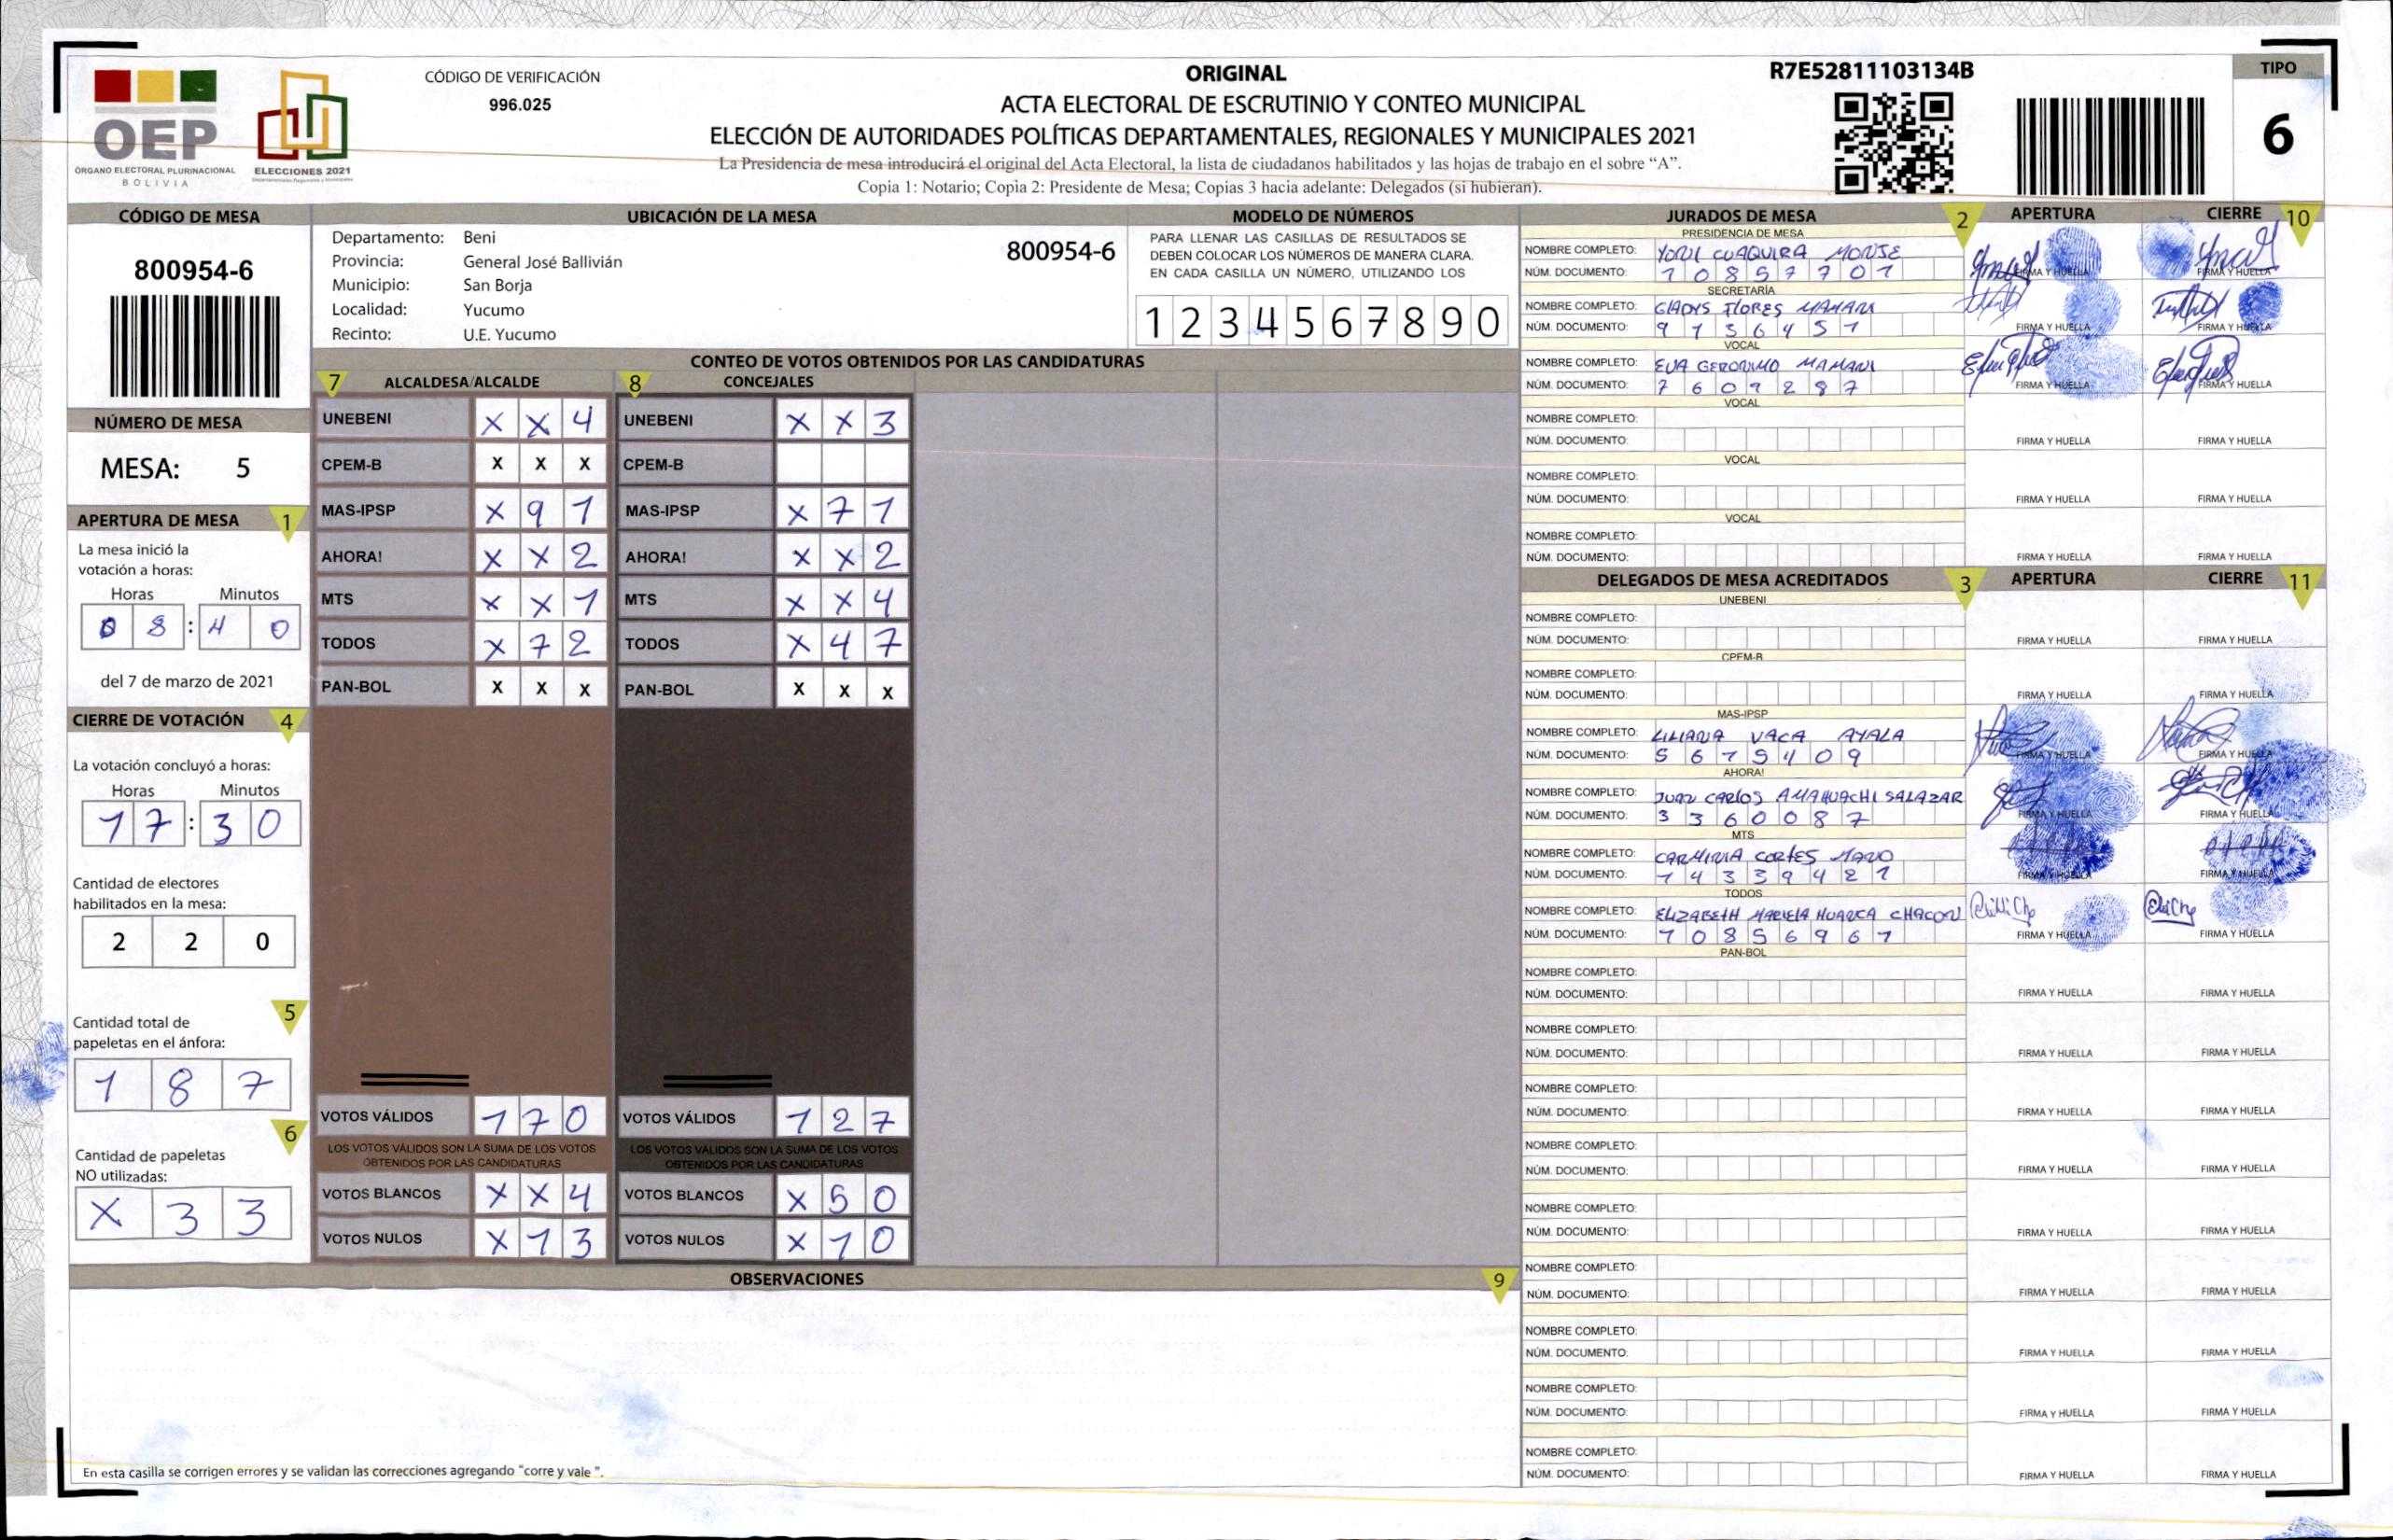 OEP
ÓRGANO ELECTORAL PLURINACIONAL
BOLIVIA
ELECCIONES 2021
CÓDIGO DE VERIFICACIÓN
996.025
ORIGINAL
ACTA ELECTORAL DE ESCRUTINIO Y CONTEO MUNICIPAL
ELECCIÓN DE AUTORIDADES POLÍTICAS DEPARTAMENTALES, REGIONALES Y MUNICIPALES 2021
La Presidencia de mesa introducirá el original del Acta Electoral, la lista de ciudadanos habilitados y las hojas de trabajo en el sobre “A”.
Copia 1: Notario; Copia 2: Presidente de Mesa; Copias 3 hacia adelante: Delegados (si hubieran).
R7E52811103134B
TIPO
6
CÓDIGO DE MESA
800954-6
NÚMERO DE MESA
MESA: 5
APERTURA DE MESA 1
La mesa inició la
votación a horas:
Horas Minutos
0 8 : 4 0
del 7 de marzo de 2021
CIERRE DE VOTACIÓN 4
La votación concluyó a horas:
Horas Minutos
1 7 : 3 0
Cantidad de electores
habilitados en la mesa:
2 2 0
5
Cantidad total de
papeletas en el ánfora:
1 8 7
6
Cantidad de papeletas
NO utilizadas:
X 3 3
UBICACIÓN DE LA MESA
Departamento: Beni
Provincia: General José Ballivián
Municipio: San Borja
Localidad: Yucumo
Recinto: U.E. Yucumo
800954-6
MODELO DE NÚMEROS
PARA LLENAR LAS CASILLAS DE RESULTADOS SE
DEBEN COLOCAR LOS NÚMEROS DE MANERA CLARA.
EN CADA CASILLA UN NÚMERO, UTILIZANDO LOS
1 2 3 4 5 6 7 8 9 0
CONTEO DE VOTOS OBTENIDOS POR LAS CANDIDATURAS
7 ALCALDESA/ALCALDE 8 CONCEJALES
UNEBENI X X 4 UNEBENI X X 3
CPEM-B X X X CPEM-B
MAS-IPSP X 9 1 MAS-IPSP X 7 1
AHORA! X X 2 AHORA! X X 2
MTS X X 1 MTS X X 4
TODOS X 7 2 TODOS X 4 7
PAN-BOL X X X PAN-BOL X X X
VOTOS VÁLIDOS 1 7 0 VOTOS VÁLIDOS 1 2 7
LOS VOTOS VÁLIDOS SON LA SUMA DE LOS VOTOS LOS VOTOS VÁLIDOS SON LA SUMA DE LOS VOTOS
OBTENIDOS POR LAS CANDIDATURAS OBTENIDOS POR LAS CANDIDATURAS
VOTOS BLANCOS X X 4 VOTOS BLANCOS X 5 0
VOTOS NULOS X 1 3 VOTOS NULOS X 1 0
OBSERVACIONES 9
En esta casilla se corrigen errores y se validan las correcciones agregando "corre y vale ".
JURADOS DE MESA 2 APERTURA CIERRE 10
PRESIDENCIA DE MESA
NOMBRE COMPLETO: CUAQUIRA MONJE
NÚM. DOCUMENTO: 1 0 8 5 7 7 0 1 FIRMA Y HUELLA FIRMA Y HUELLA
SECRETARÍA
NOMBRE COMPLETO: GLADYS FLORES MAMANI
NÚM. DOCUMENTO: 9 1 3 6 4 5 1 FIRMA Y HUELLA FIRMA Y HUELLA
VOCAL
NOMBRE COMPLETO: EVA GERONIMO MAMANI
NÚM. DOCUMENTO: 7 6 0 9 2 8 7 FIRMA Y HUELLA FIRMA Y HUELLA
VOCAL
NOMBRE COMPLETO:
NÚM. DOCUMENTO: FIRMA Y HUELLA FIRMA Y HUELLA
VOCAL
NOMBRE COMPLETO:
NÚM. DOCUMENTO: FIRMA Y HUELLA FIRMA Y HUELLA
VOCAL
NOMBRE COMPLETO:
NÚM. DOCUMENTO: FIRMA Y HUELLA FIRMA Y HUELLA
DELEGADOS DE MESA ACREDITADOS 3 APERTURA CIERRE 11
UNEBENI
NOMBRE COMPLETO:
NÚM. DOCUMENTO: FIRMA Y HUELLA FIRMA Y HUELLA
CPEM-B
NOMBRE COMPLETO:
NÚM. DOCUMENTO: FIRMA Y HUELLA FIRMA Y HUELLA
MAS-IPSP
NOMBRE COMPLETO: LILIANA VACA AYALA
NÚM. DOCUMENTO: 5 6 7 5 4 0 9 FIRMA Y HUELLA FIRMA Y HUELLA
AHORA!
NOMBRE COMPLETO: JUAN CARLOS AMAHUACHI SALAZAR
NÚM. DOCUMENTO: 3 3 6 0 0 8 7 FIRMA Y HUELLA FIRMA Y HUELLA
MTS
NOMBRE COMPLETO: CARMIÑA CORTES
NÚM. DOCUMENTO: 1 4 3 3 9 4 2 1 FIRMA Y HUELLA FIRMA Y HUELLA
TODOS
NOMBRE COMPLETO: ELIZABETH MARIELA HUANCA CHACON
NÚM. DOCUMENTO: 1 0 8 5 6 9 6 1 FIRMA Y HUELLA FIRMA Y HUELLA
PAN-BOL
NOMBRE COMPLETO:
NÚM. DOCUMENTO: FIRMA Y HUELLA FIRMA Y HUELLA
NOMBRE COMPLETO:
NÚM. DOCUMENTO: FIRMA Y HUELLA FIRMA Y HUELLA
NOMBRE COMPLETO:
NÚM. DOCUMENTO: FIRMA Y HUELLA FIRMA Y HUELLA
NOMBRE COMPLETO:
NÚM. DOCUMENTO: FIRMA Y HUELLA FIRMA Y HUELLA
NOMBRE COMPLETO:
NÚM. DOCUMENTO: FIRMA Y HUELLA FIRMA Y HUELLA
NOMBRE COMPLETO:
NÚM. DOCUMENTO: FIRMA Y HUELLA FIRMA Y HUELLA
NOMBRE COMPLETO:
NÚM. DOCUMENTO: FIRMA Y HUELLA FIRMA Y HUELLA
NOMBRE COMPLETO:
NÚM. DOCUMENTO: FIRMA Y HUELLA FIRMA Y HUELLA
NOMBRE COMPLETO:
NÚM. DOCUMENTO: FIRMA Y HUELLA FIRMA Y HUELLA